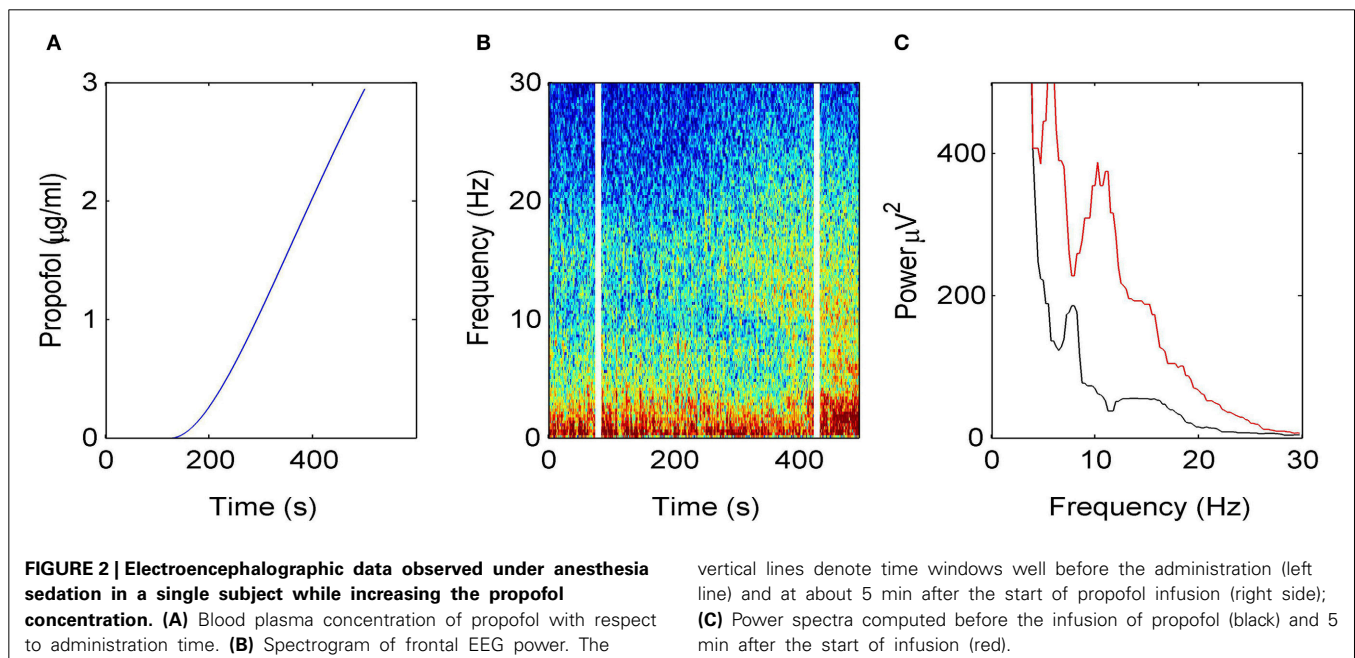 A
B
C
3
2
1
0
Propofol (µg/ml)
200
400
Time (s)
30
20
10
0
Frequency (Hz)
0
200
400
Time (s)
400
200
0
Power µV²
0
10
20
30
Frequency (Hz)
FIGURE 2 | Electroencephalographic data observed under anesthesia
sedation in a single subject while increasing the propofol
concentration. (A) Blood plasma concentration of propofol with respect
to administration time. (B) Spectrogram of frontal EEG power. The
vertical lines denote time windows well before the administration (left
line) and at about 5 min after the start of propofol infusion (right side);
(C) Power spectra computed before the infusion of propofol (black) and 5
min after the start of infusion (red).